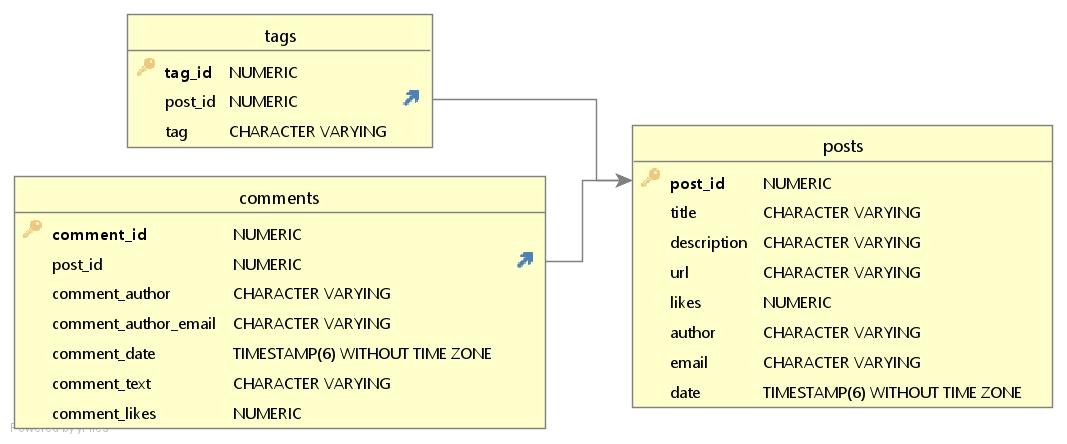 tags
tag_id NUMERIC
post_id NUMERIC
tag CHARACTER VARYING
comments
comment_id NUMERIC
post_id NUMERIC
comment_author CHARACTER VARYING
comment_author_email CHARACTER VARYING
comment_date TIMESTAMP(6) WITHOUT TIME ZONE
comment_text CHARACTER VARYING
comment_likes NUMERIC
posts
post_id NUMERIC
title CHARACTER VARYING
description CHARACTER VARYING
url CHARACTER VARYING
likes NUMERIC
author CHARACTER VARYING
email CHARACTER VARYING
date TIMESTAMP(6) WITHOUT TIME ZONE